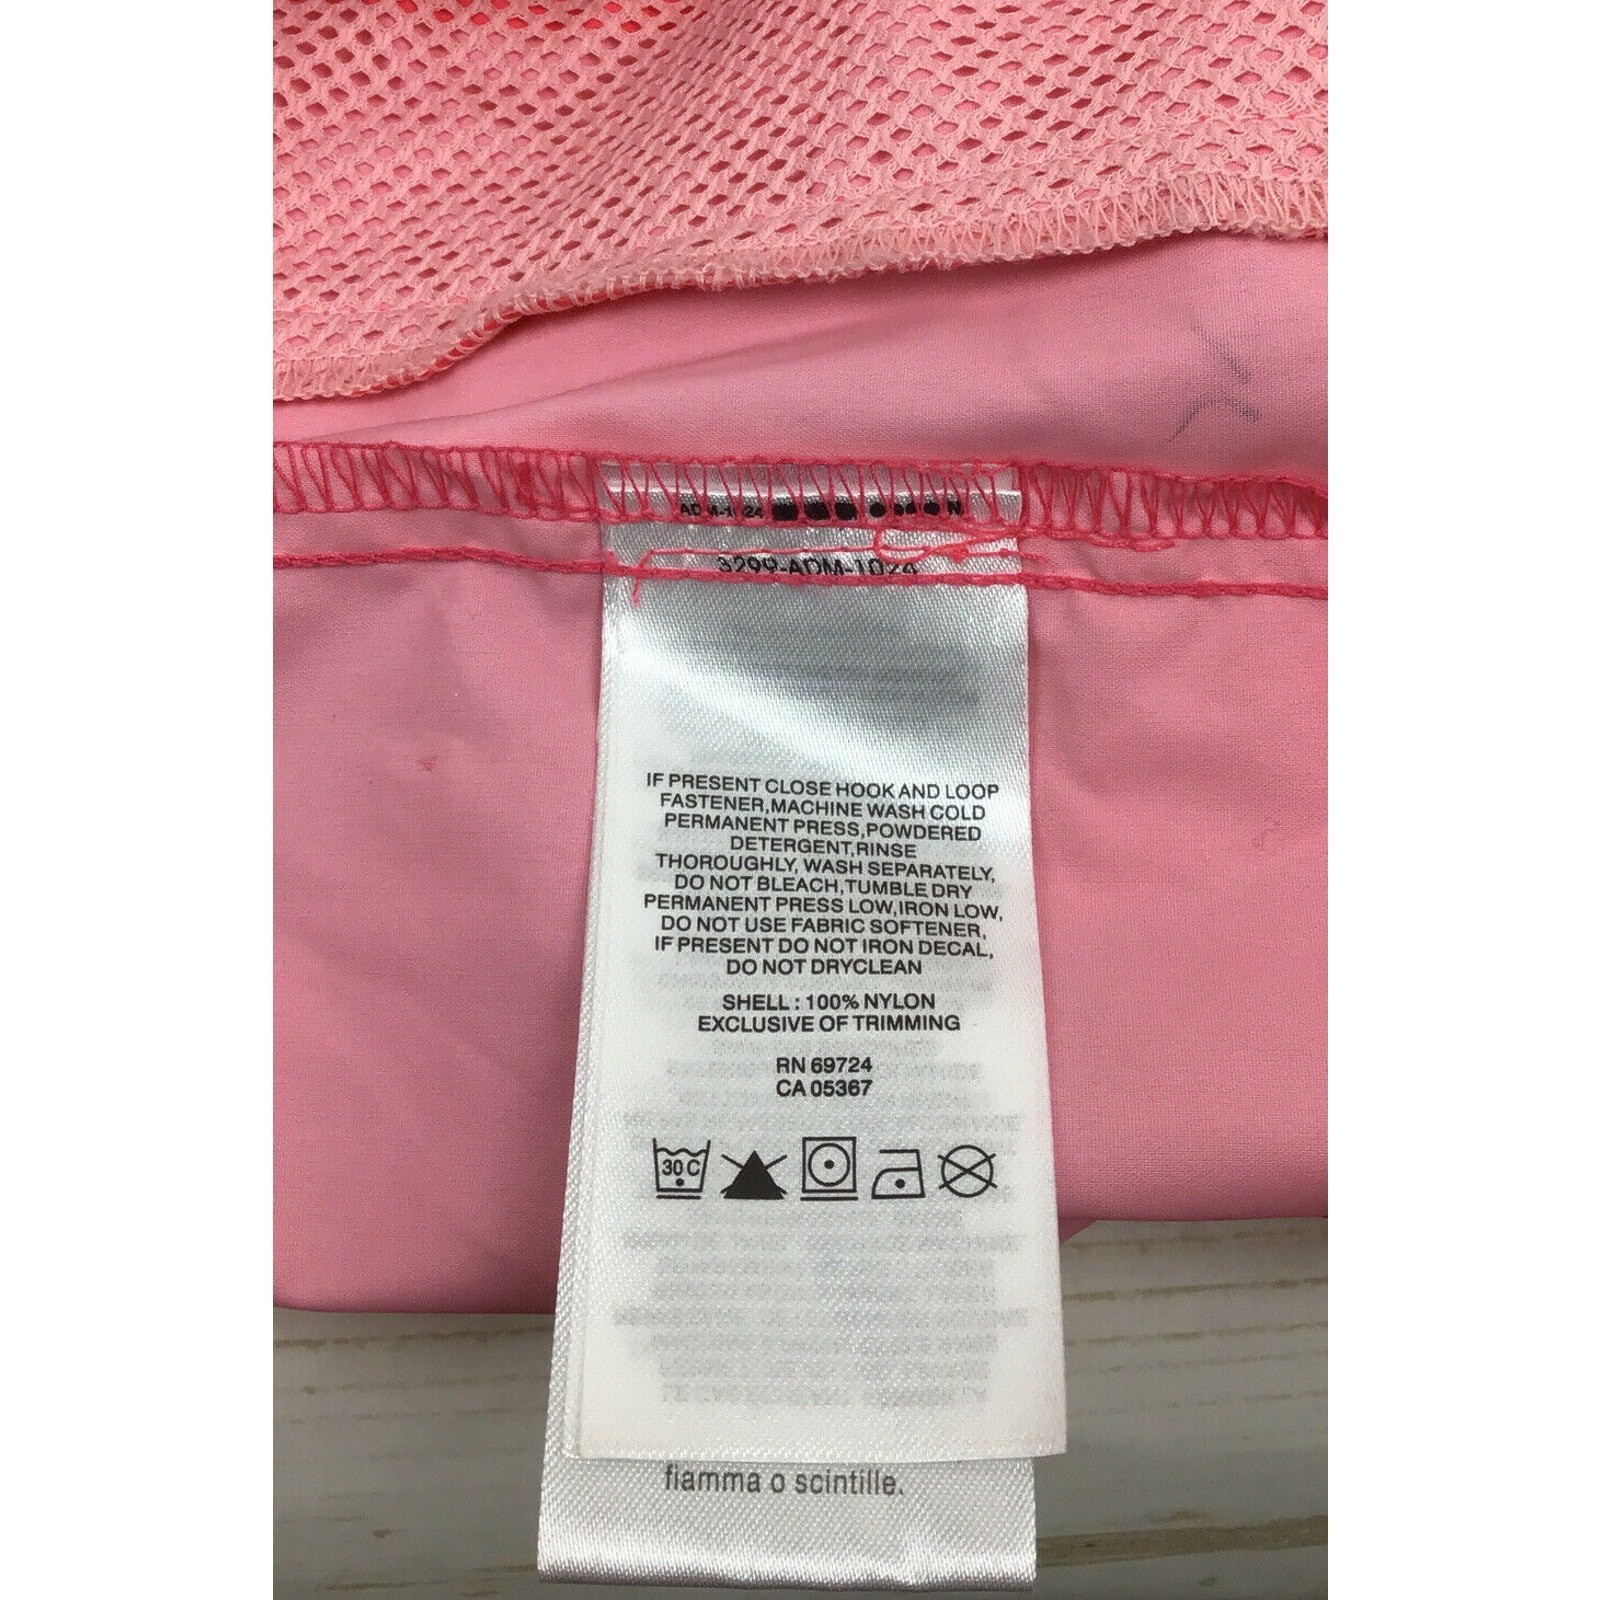 3299-ADM-1024
IF PRESENT CLOSE HOOK AND LOOP
FASTENER,MACHINE WASH COLD
PERMANENT PRESS,POWDERED
DETERGENT,RINSE
THOROUGHLY, WASH SEPARATELY,
DO NOT BLEACH,TUMBLE DRY
PERMANENT PRESS LOW,IRON LOW,
DO NOT USE FABRIC SOFTENER,
IF PRESENT DO NOT IRON DECAL,
DO NOT DRYCLEAN
SHELL : 100% NYLON
EXCLUSIVE OF TRIMMING
RN 69724
CA 05367
30 C
fiamma o scintille.